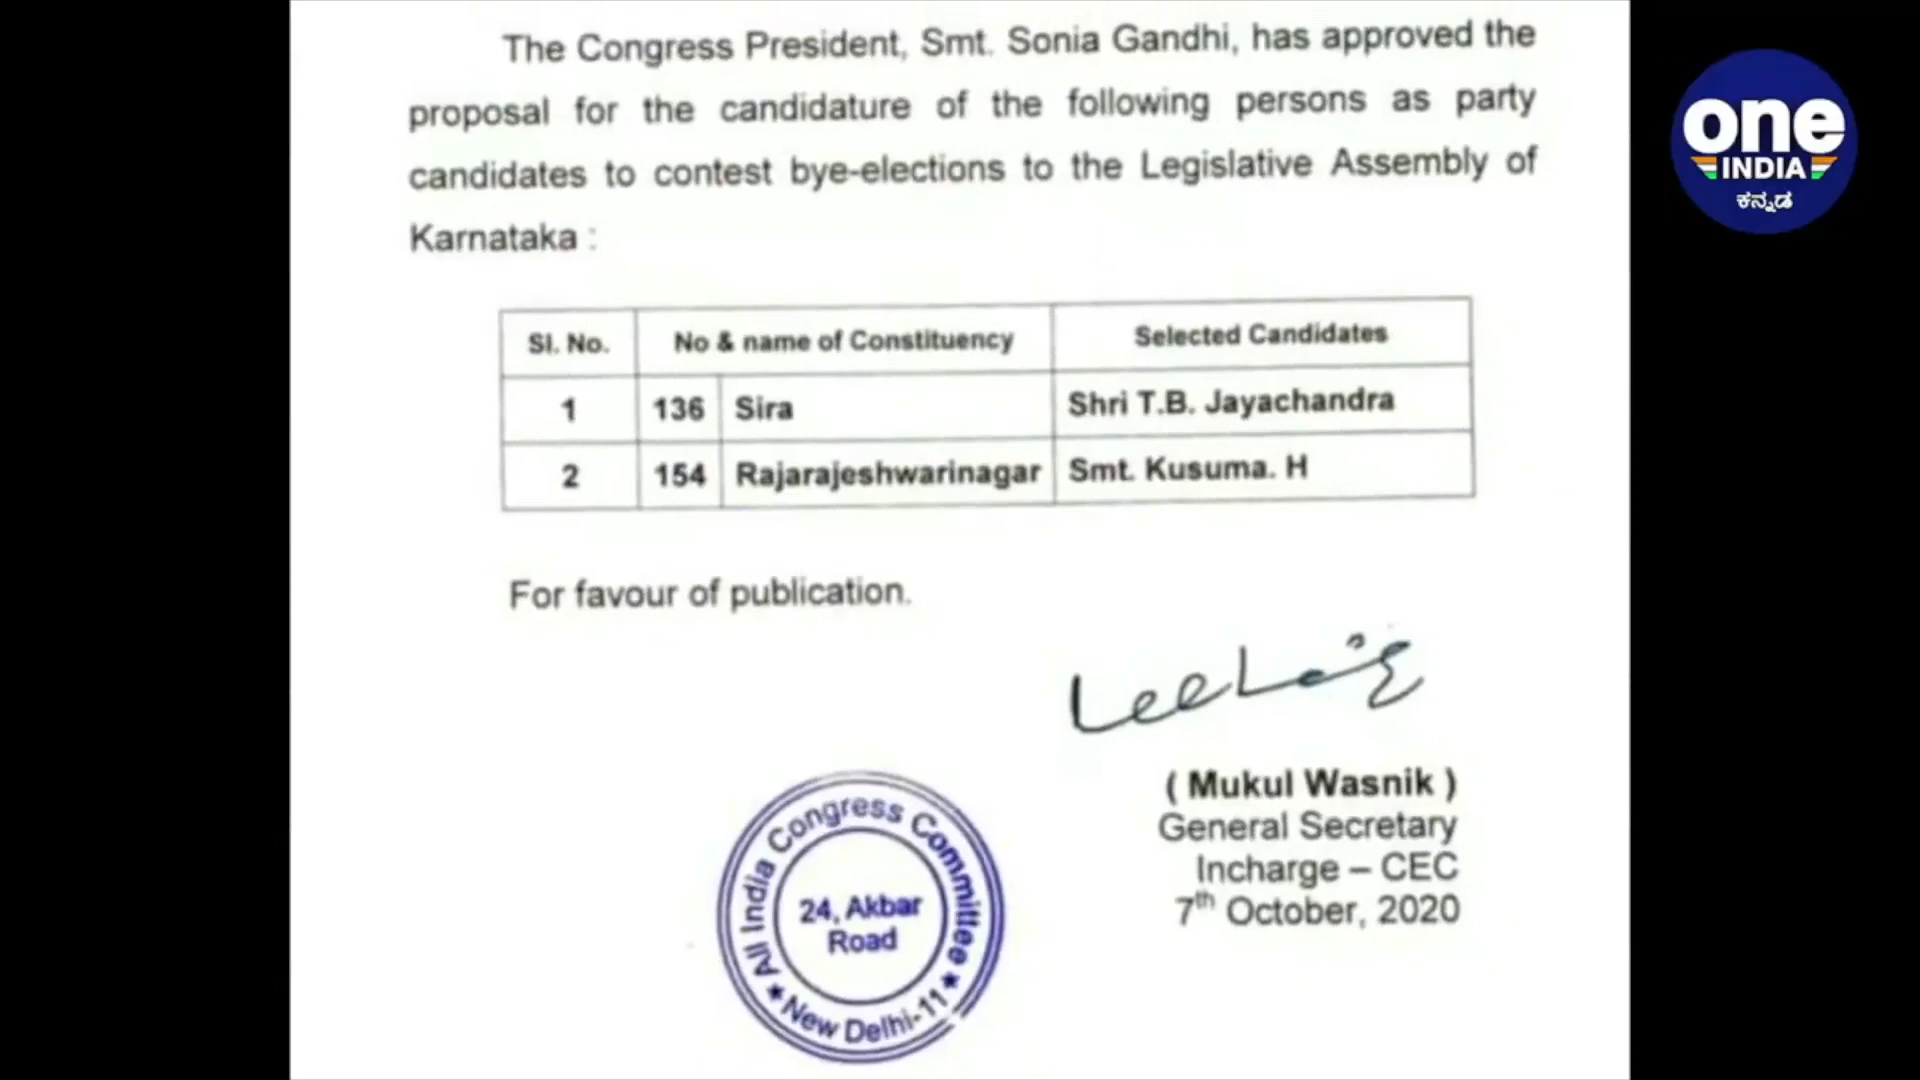 The Congress President, Smt. Sonia Gandhi, has approved the
proposal for the candidature of the following persons as party
candidates to contest bye-elections to the Legislative Assembly of
Karnataka :
Sl. No. No & name of Constituency Selected Candidates
1 136 Sira Shri T.B. Jayachandra
2 154 Rajarajeshwarinagar Smt. Kusuma. H
For favour of publication.
( Mukul Wasnik )
General Secretary
Incharge – CEC
7th October, 2020
All India Congress Committee
24, Akbar
Road
★ New Delhi-11 ★
one
INDIA
ಕನ್ನಡ